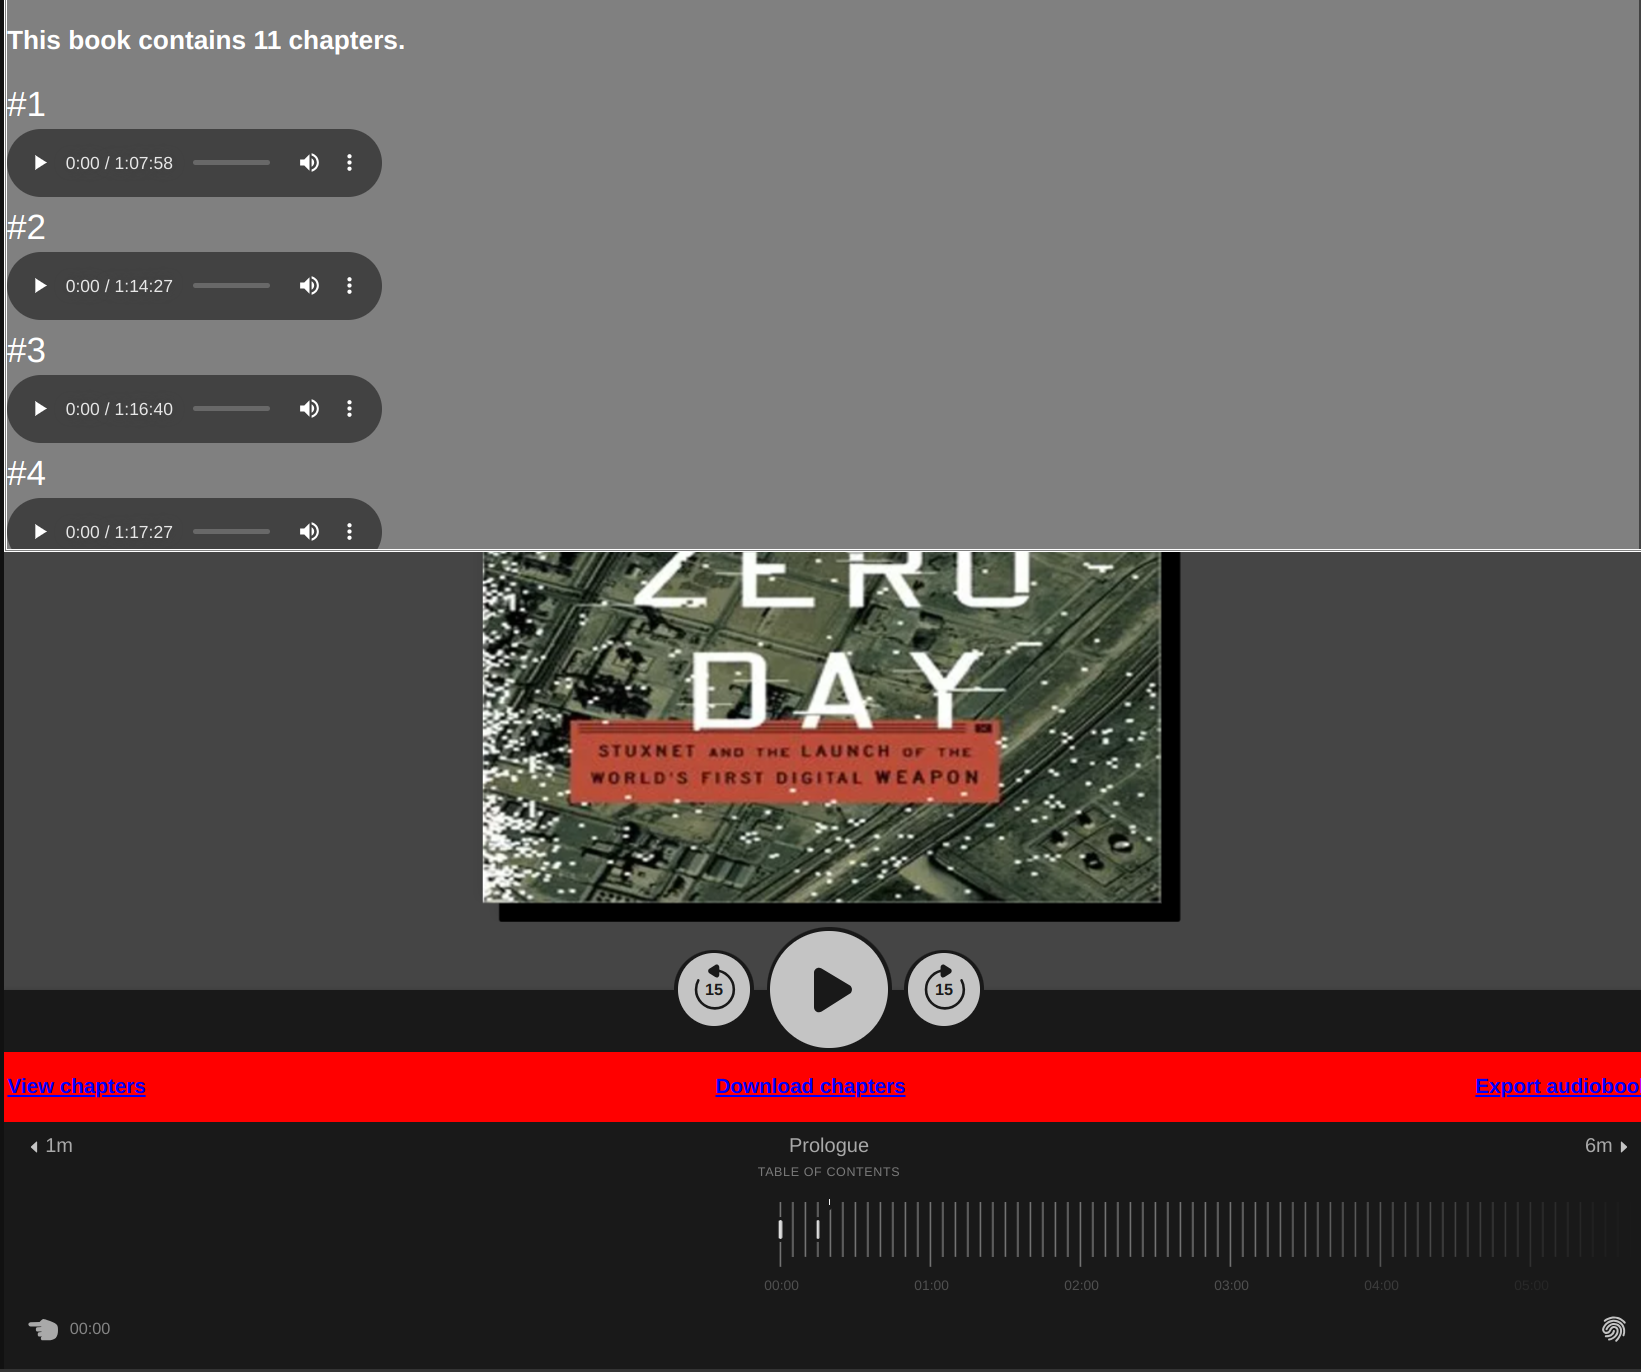 This book contains 11 chapters.
#1
0:00 / 1:07:58
#2
0:00 / 1:14:27
#3
0:00 / 1:16:40
#4
0:00 / 1:17:27
ZERO
DAY
STUXNET AND THE LAUNCH OF THE
WORLD'S FIRST DIGITAL WEAPON
15 15
View chapters Download chapters Export audioboo
1m Prologue 6m
TABLE OF CONTENTS
00:00 01:00 02:00 03:00 04:00 05:00
00:00